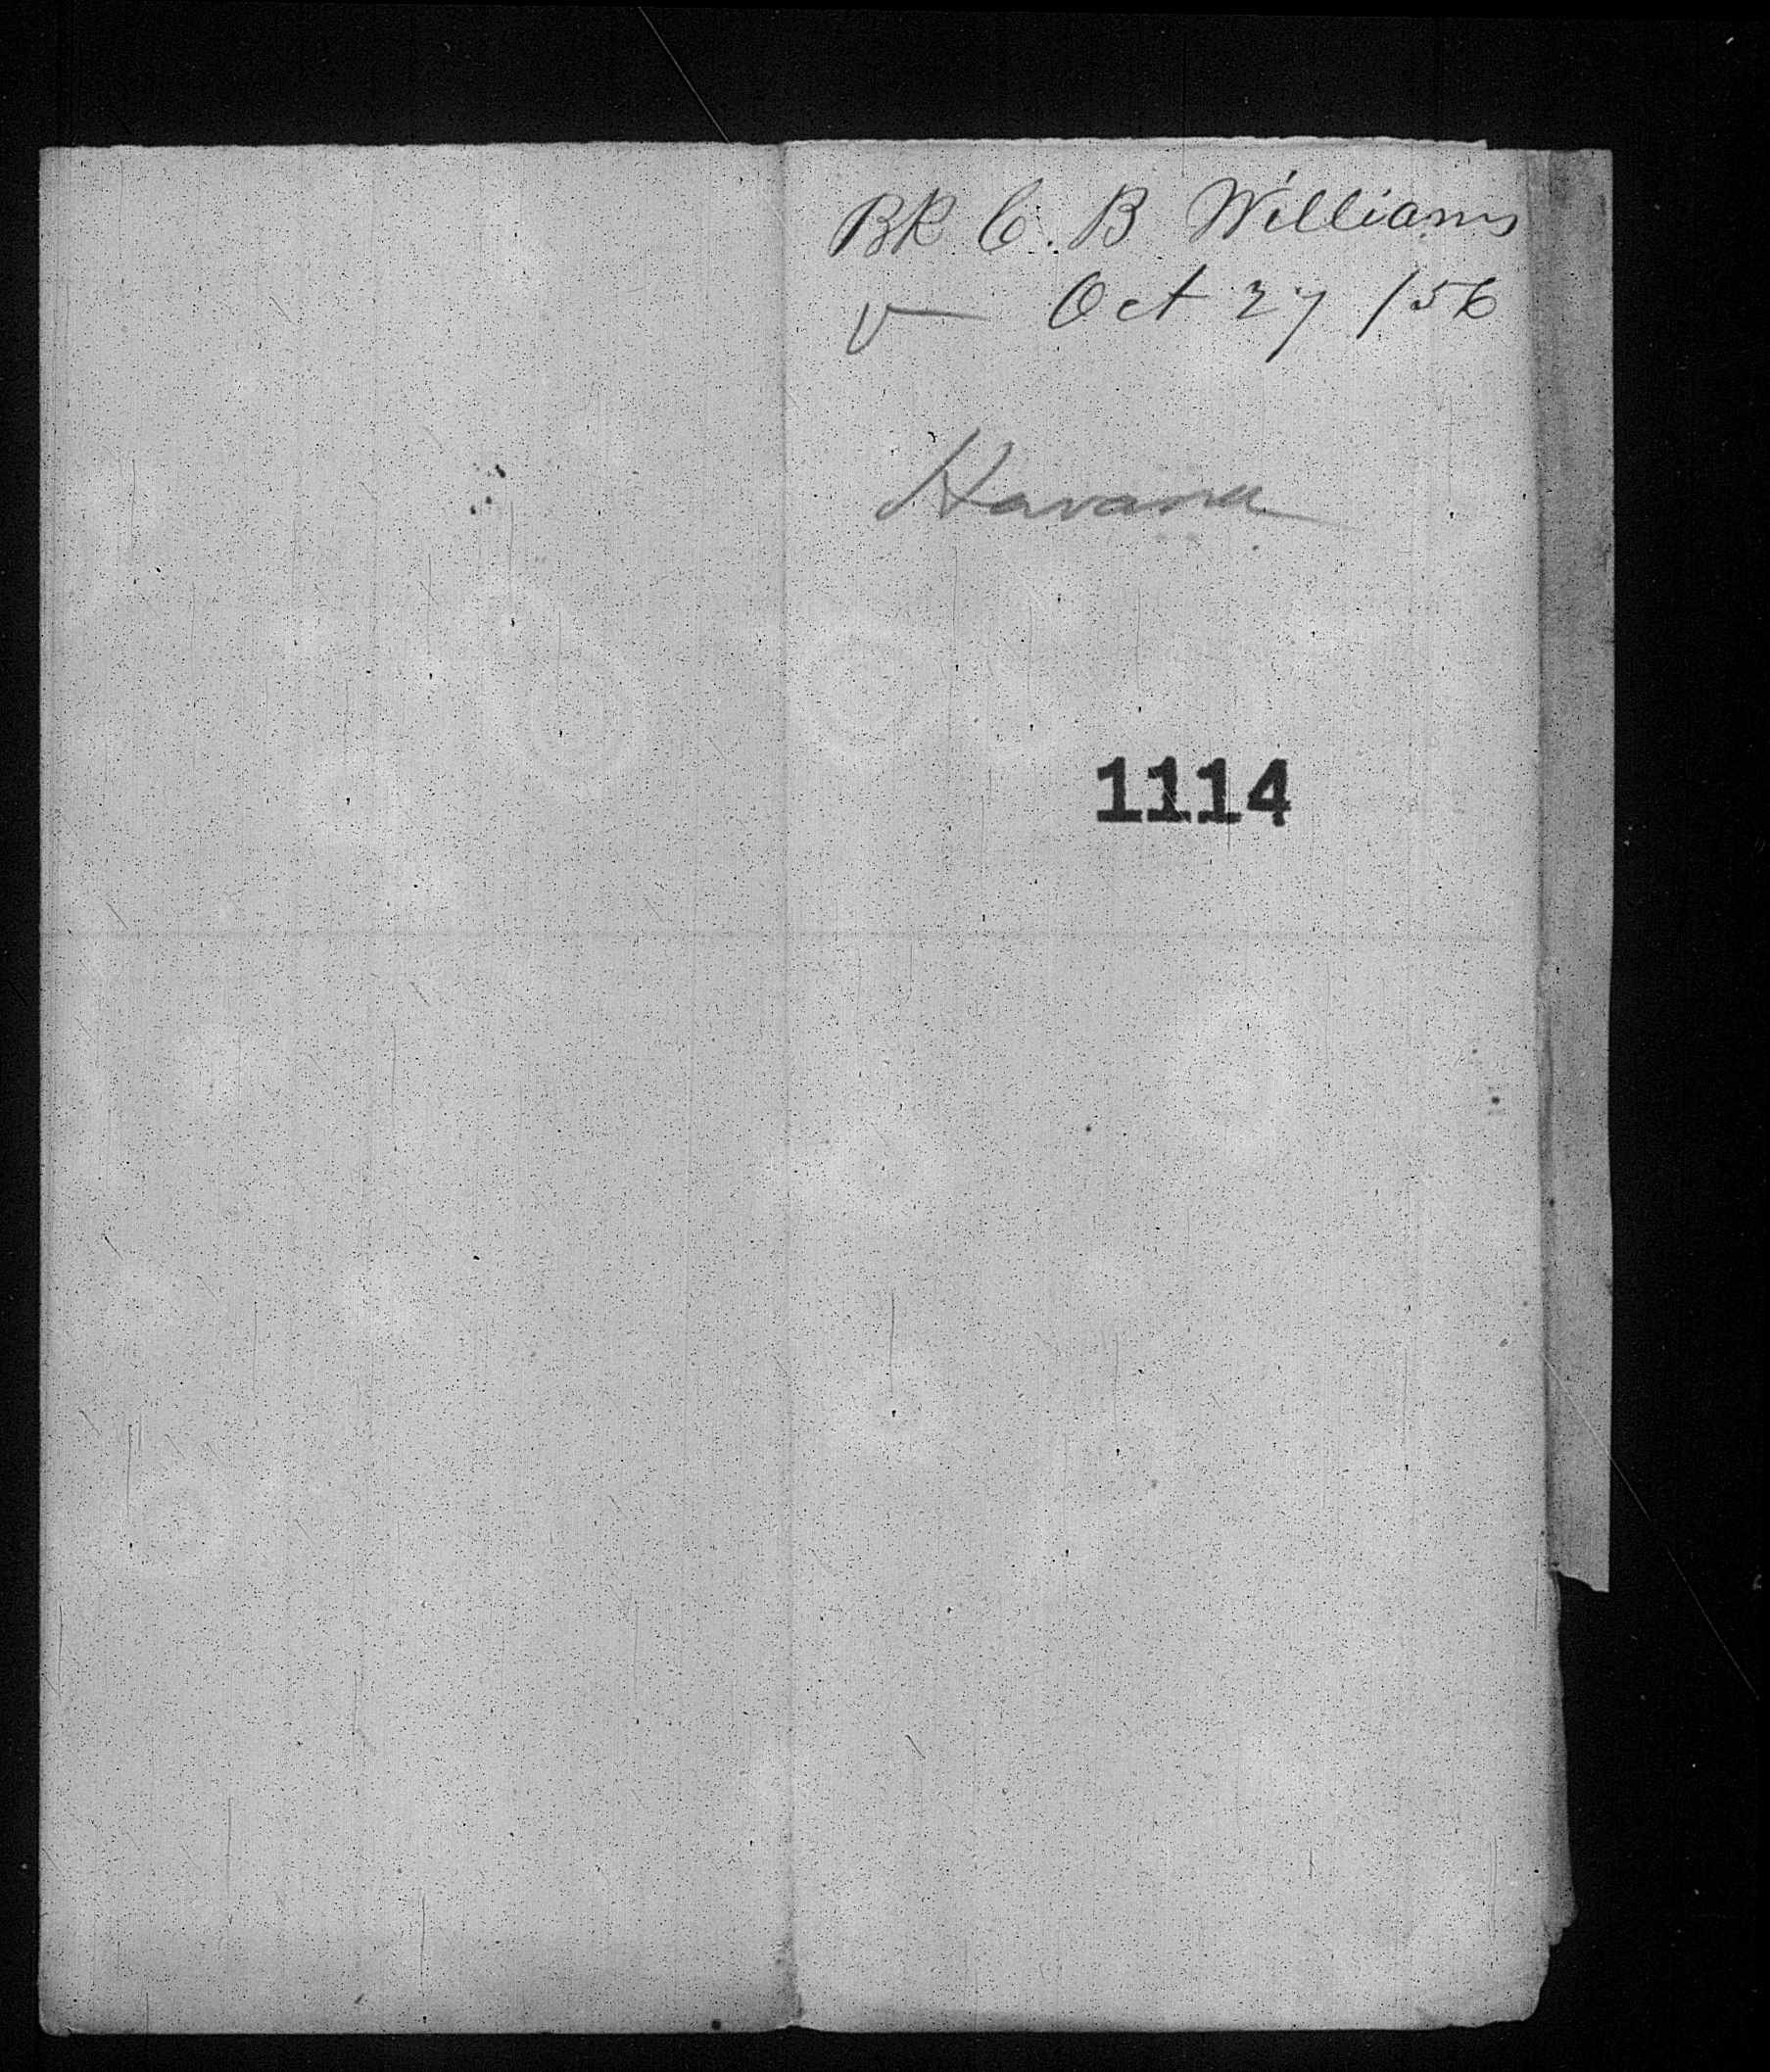 BK C. B Williams
Oct 27 /56
Havana
1114